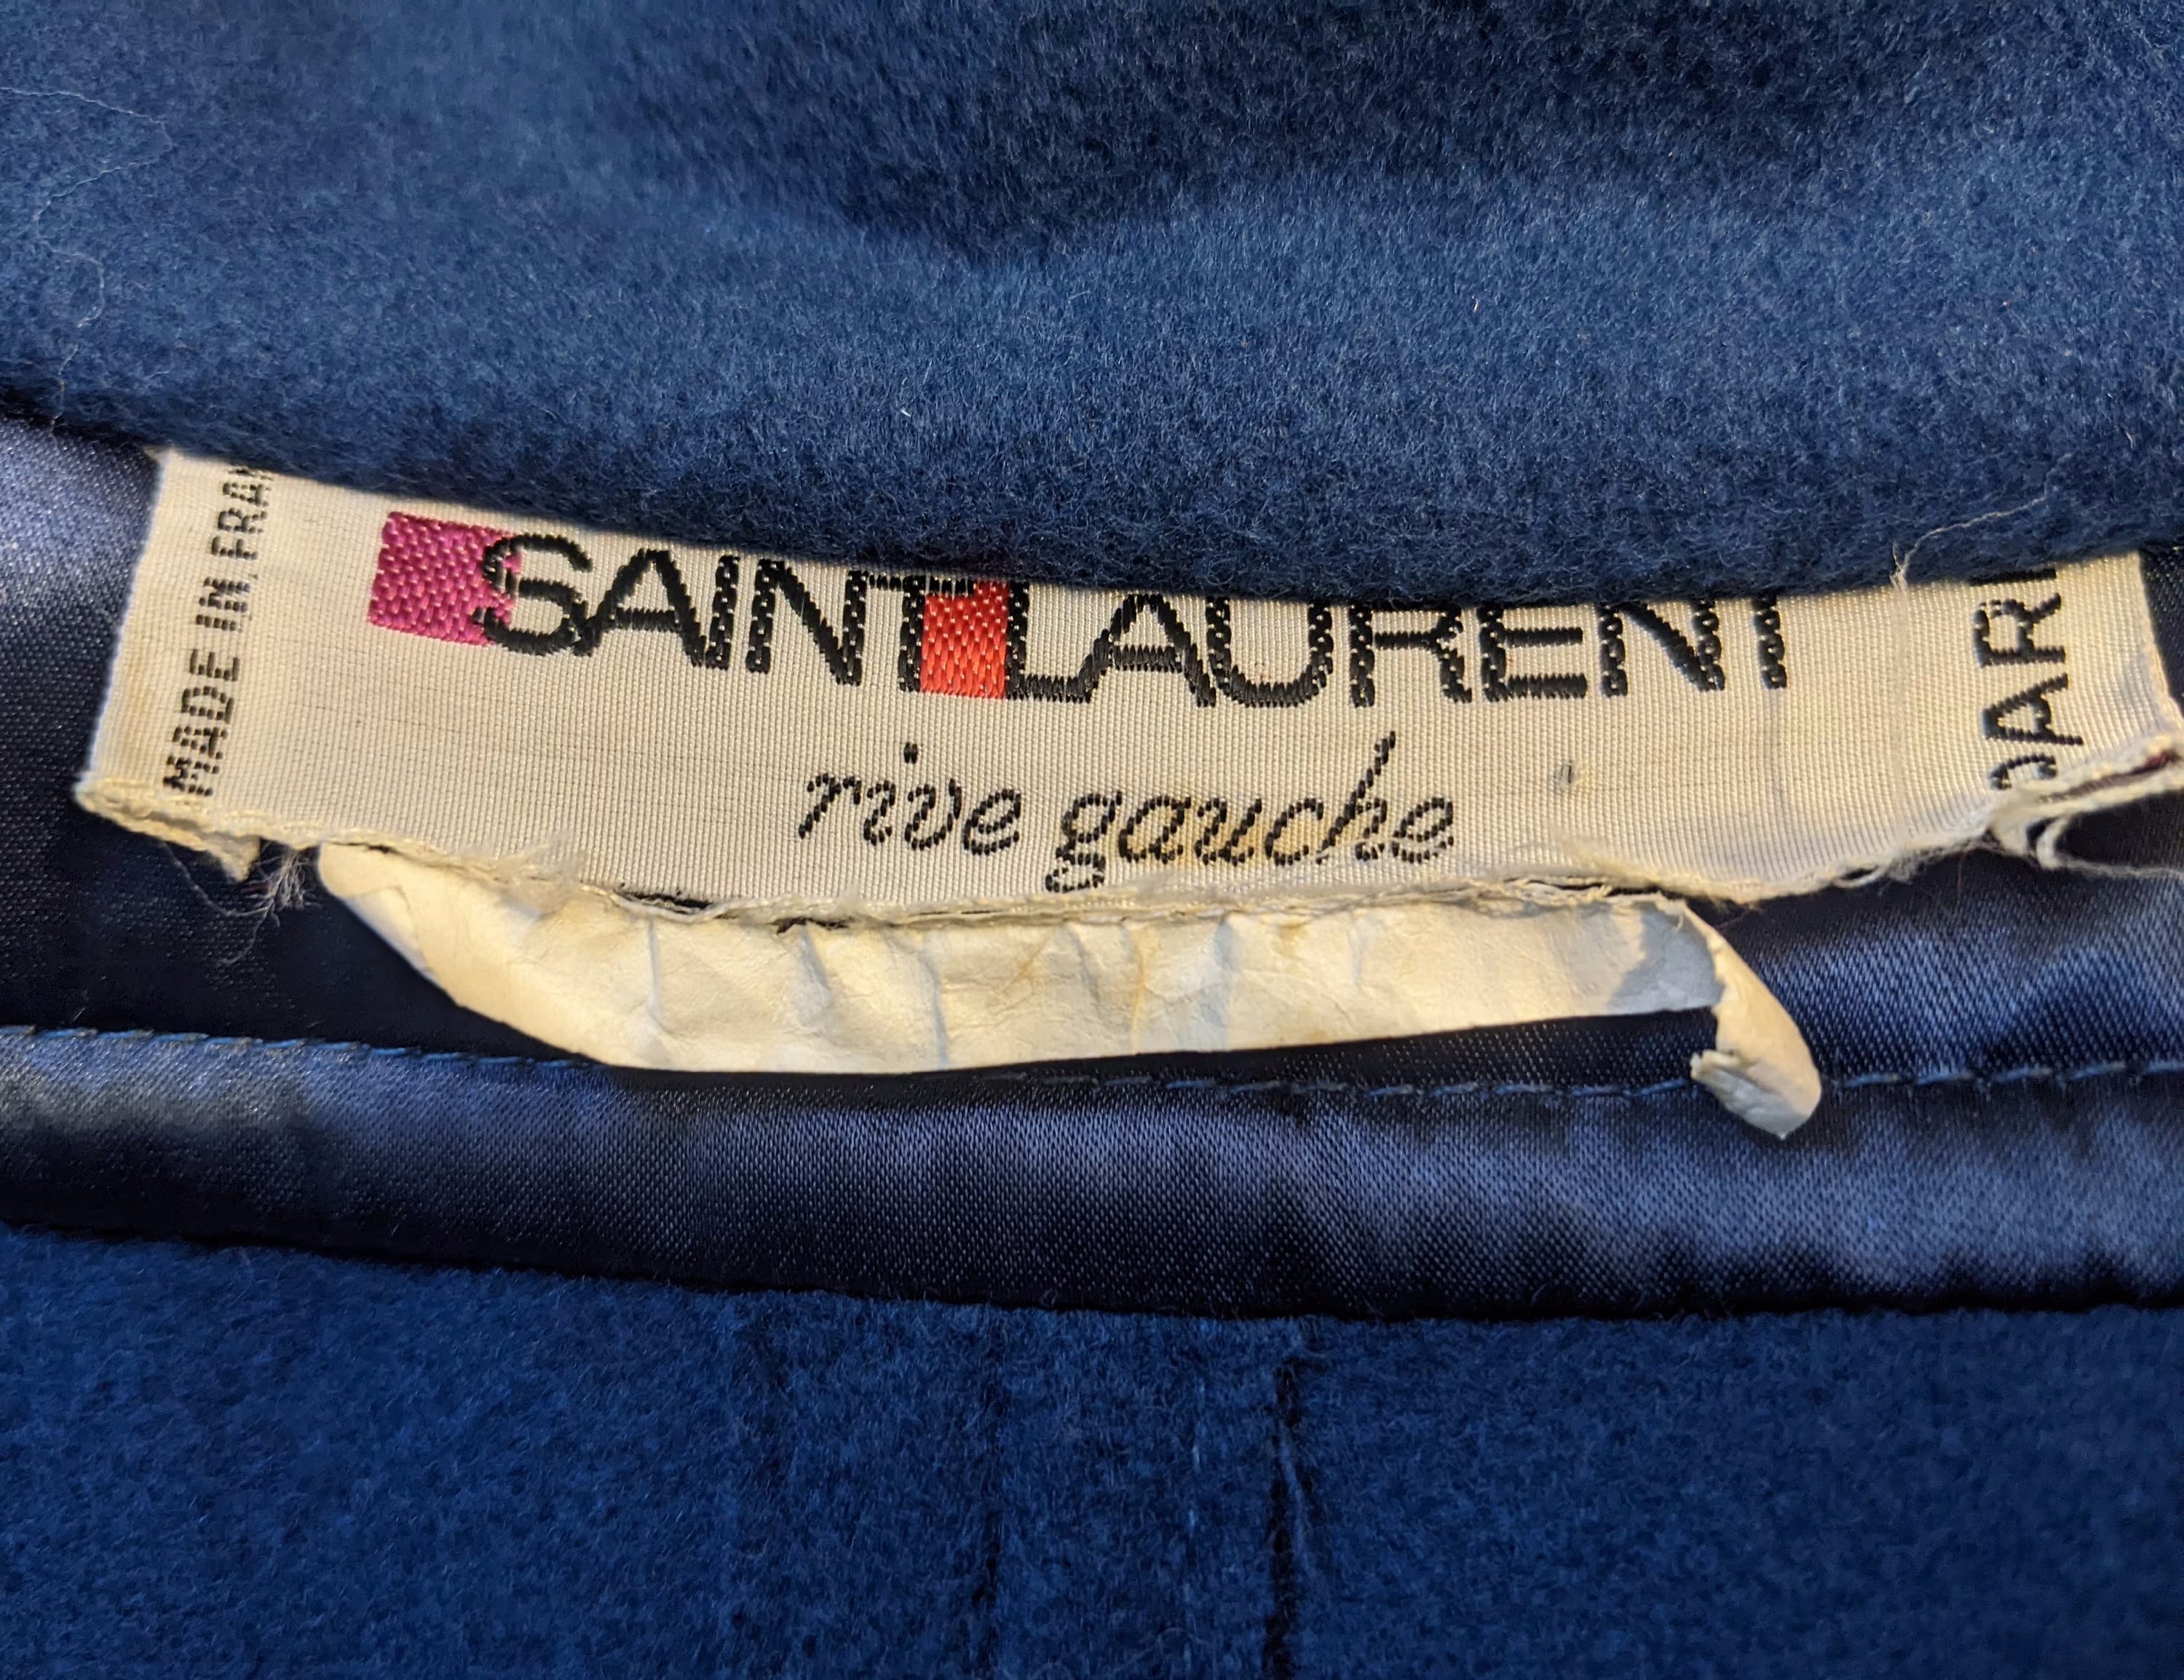 MADE IN FRAN
SAINT LAURENT
rive gauche
PARI